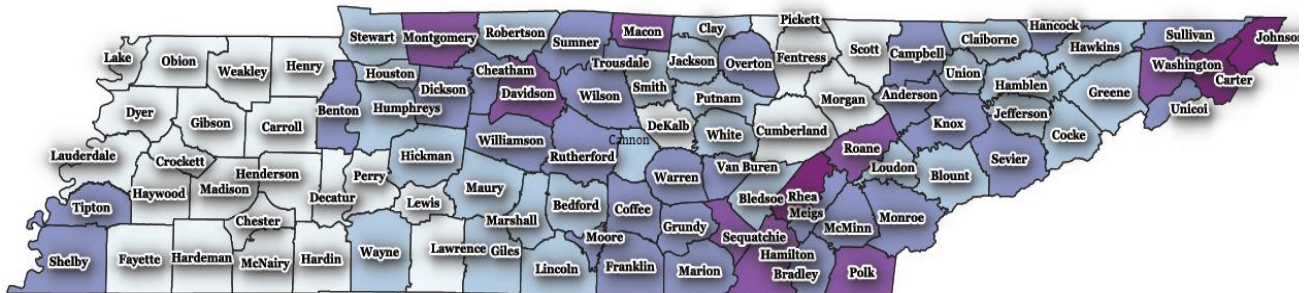 Pickett
Stewart
Montgomery
Robertson
Sumner
Macon
Clay
Scott
Hancock
Claiborne
Sullivan
Johnson
Lake
Obion
Weakley
Henry
Houston
Cheatham
Trousdale
Jackson
Overton
Fentress
Campbell
Hawkins
Washington
Carter
Dyer
Gibson
Carroll
Benton
Dickson
Humphreys
Davidson
Wilson
Smith
Putnam
Morgan
Anderson
Union
Hamblen
Greene
Unicoi
Lauderdale
Crockett
Henderson
Hickman
Williamson
Rutherford
Cannon
DeKalb
White
Cumberland
Roane
Knox
Jefferson
Cocke
Tipton
Haywood
Madison
Decatur
Perry
Lewis
Maury
Bedford
Coffee
Warren
Van Buren
Bledsoe
Rhea
Meigs
Loudon
Blount
Sevier
Chester
Marshall
Moore
Grundy
Sequatchie
McMinn
Monroe
Shelby
Fayette
Hardeman
McNairy
Hardin
Wayne
Lawrence
Giles
Lincoln
Franklin
Marion
Hamilton
Bradley
Polk